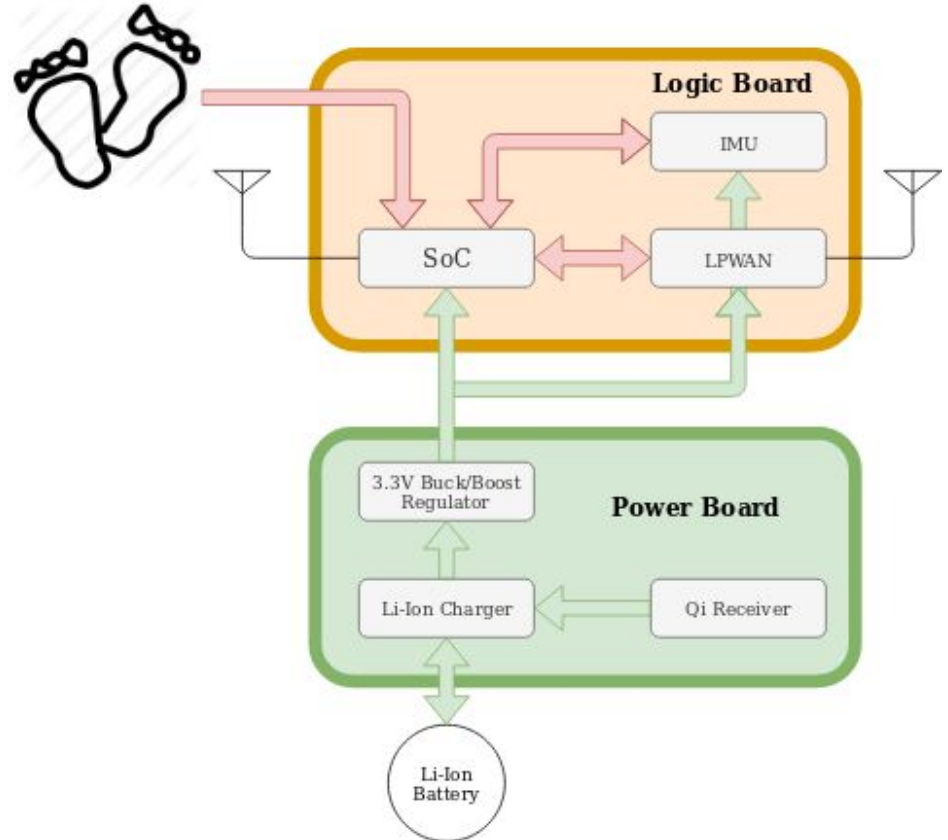 Logic Board
IMU
SoC
LPWAN
3.3V Buck/Boost
Regulator
Power Board
Li-Ion Charger
Qi Receiver
Li-Ion
Battery